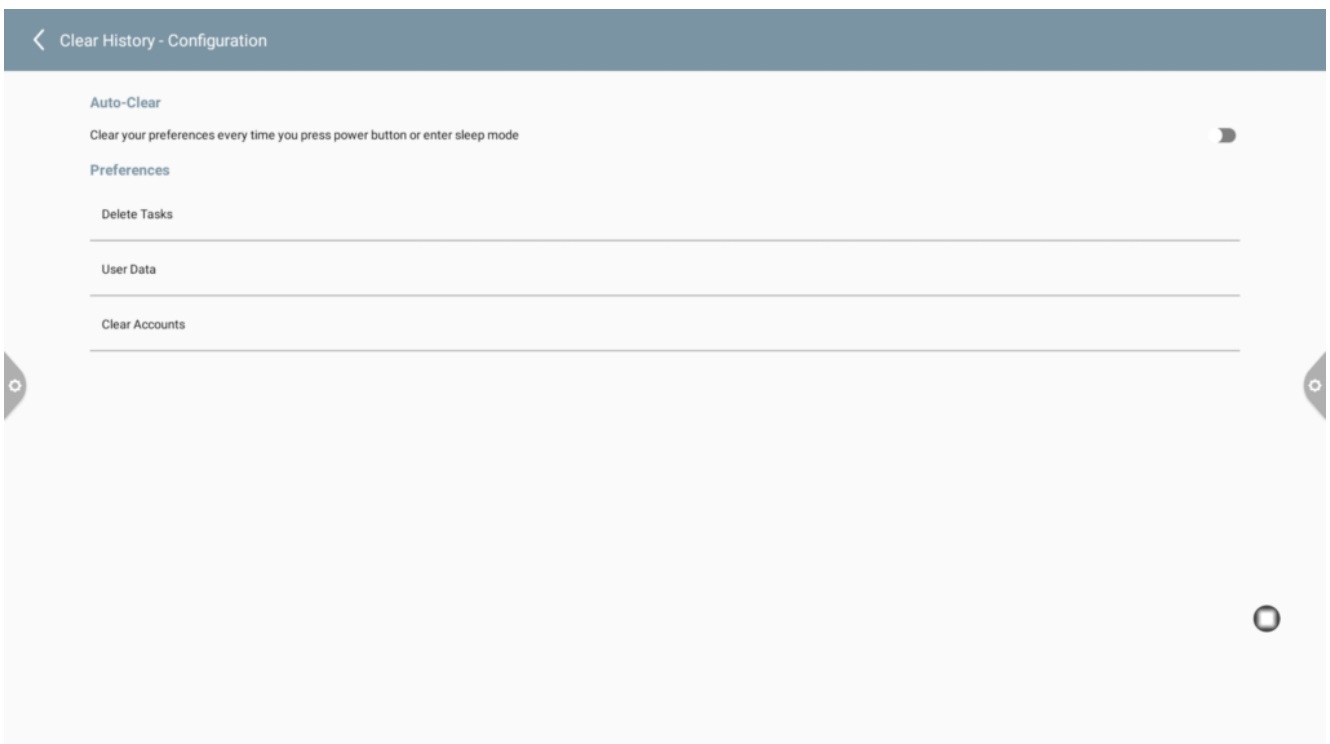 Clear History - Configuration
Auto-Clear
Clear your preferences every time you press power button or enter sleep mode
Preferences
Delete Tasks
User Data
Clear Accounts